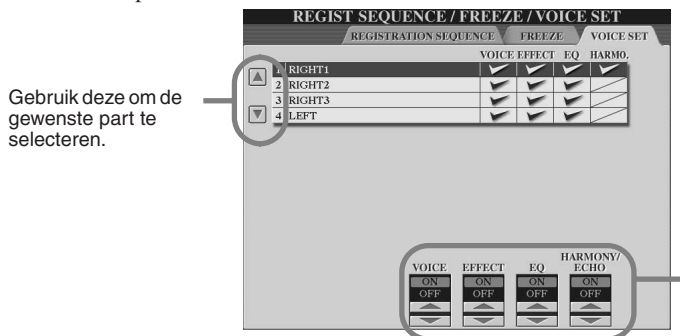 REGIST SEQUENCE / FREEZE / VOICE SET
REGISTRATION SEQUENCE FREEZE VOICE SET
VOICE EFFECT EQ HARMO.
1 RIGHT1
2 RIGHT2
3 RIGHT3
4 LEFT
Gebruik deze om de
gewenste part te
selecteren.
VOICE EFFECT EQ HARMONY/
ECHO
ON ON ON ON
OFF OFF OFF OFF